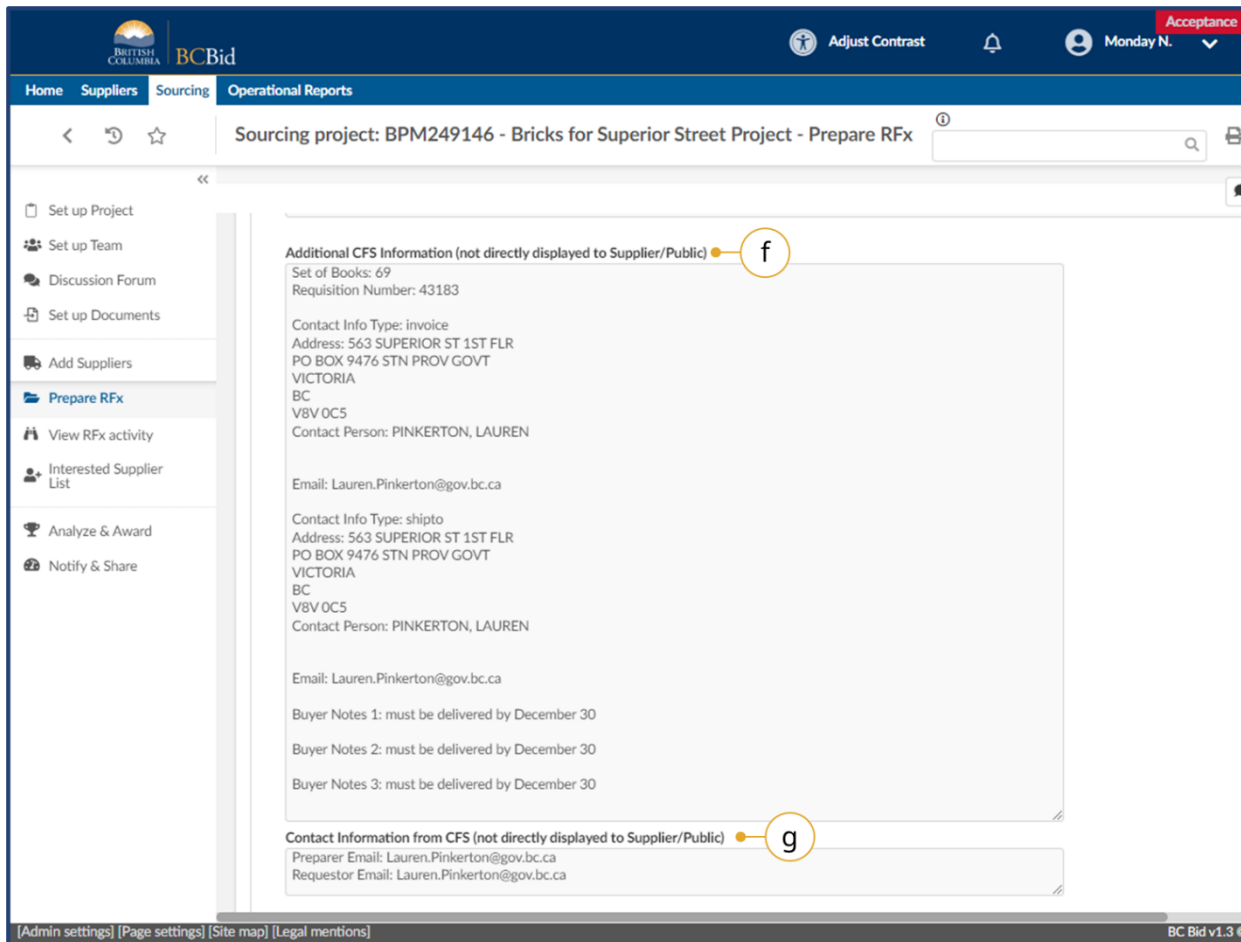 Acceptance
BRITISH
COLUMBIA
BCBid
Adjust Contrast
Monday N.
Home Suppliers Sourcing Operational Reports
Sourcing project: BPM249146 - Bricks for Superior Street Project - Prepare RFx
Set up Project
Set up Team
Discussion Forum
Set up Documents
Add Suppliers
Prepare RFx
View RFx activity
Interested Supplier
List
Analyze & Award
Notify & Share
Additional CFS Information (not directly displayed to Supplier/Public)
f
Set of Books: 69
Requisition Number: 43183
Contact Info Type: invoice
Address: 563 SUPERIOR ST 1ST FLR
PO BOX 9476 STN PROV GOVT
VICTORIA
BC
V8V 0C5
Contact Person: PINKERTON, LAUREN
Email: Lauren.Pinkerton@gov.bc.ca
Contact Info Type: shipto
Address: 563 SUPERIOR ST 1ST FLR
PO BOX 9476 STN PROV GOVT
VICTORIA
BC
V8V 0C5
Contact Person: PINKERTON, LAUREN
Email: Lauren.Pinkerton@gov.bc.ca
Buyer Notes 1: must be delivered by December 30
Buyer Notes 2: must be delivered by December 30
Buyer Notes 3: must be delivered by December 30
Contact Information from CFS (not directly displayed to Supplier/Public)
g
Preparer Email: Lauren.Pinkerton@gov.bc.ca
Requestor Email: Lauren.Pinkerton@gov.bc.ca
[Admin settings] [Page settings] [Site map] [Legal mentions]
BC Bid v1.3 ©